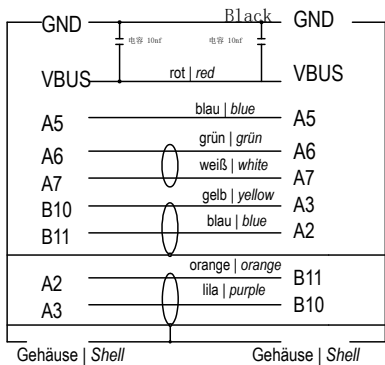 GND Black GND
电容 10nf 电容 10nf
VBUS rot | red VBUS
A5 blau | blue A5
A6 grün | grün A6
A7 weiß | white A7
B10 gelb | yellow A3
B11 blau | blue A2
A2 orange | orange B11
A3 lila | purple B10
Gehäuse | Shell Gehäuse | Shell